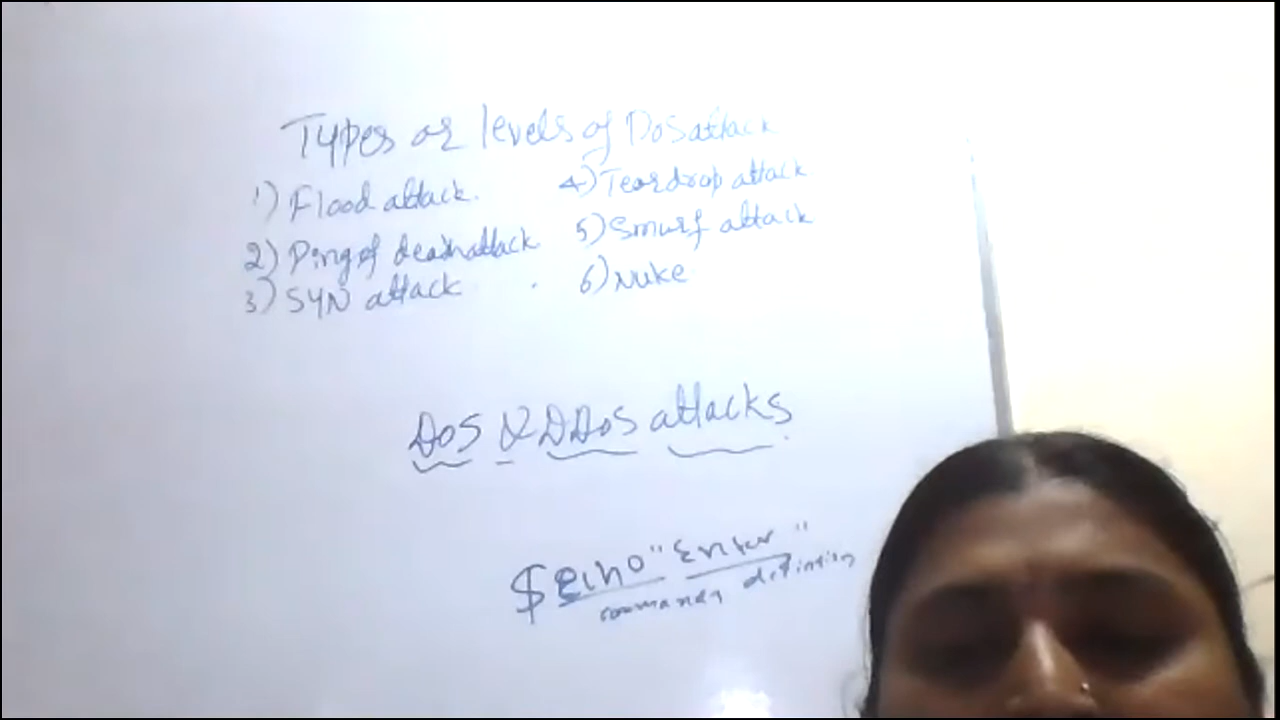 Types or levels of DoS attack
1) Flood attack.
2) Ping of death attack
3) SYN attack
4) Teardrop attack
5) Smurf attack
6) Nuke
DoS & DDoS attacks
$ echo "Enter"